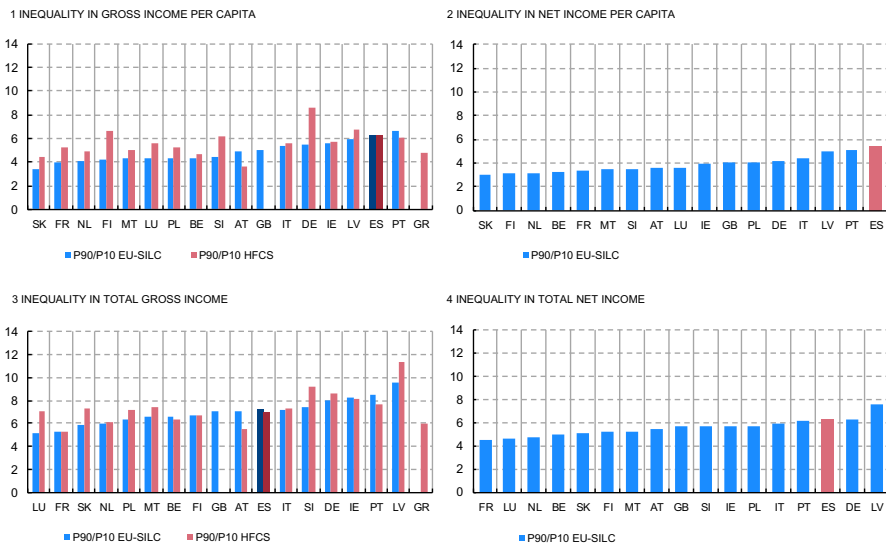 1 INEQUALITY IN GROSS INCOME PER CAPITA
14
12
10
8
6
4
2
0
SK FR NL FI MT LU PL BE SI AT GB IT DE IE LV ES PT GR
P90/P10 EU-SILC P90/P10 HFCS
2 INEQUALITY IN NET INCOME PER CAPITA
14
12
10
8
6
4
2
0
SK FI NL BE FR MT SI AT LU IE GB PL DE IT LV PT ES
P90/P10 EU-SILC
3 INEQUALITY IN TOTAL GROSS INCOME
14
12
10
8
6
4
2
0
LU FR SK NL PL MT BE FI GB AT ES IT SI DE IE PT LV GR
P90/P10 EU-SILC P90/P10 HFCS
4 INEQUALITY IN TOTAL NET INCOME
14
12
10
8
6
4
2
0
FR LU NL BE SK FI MT AT GB SI IE PL IT PT ES DE LV
P90/P10 EU-SILC